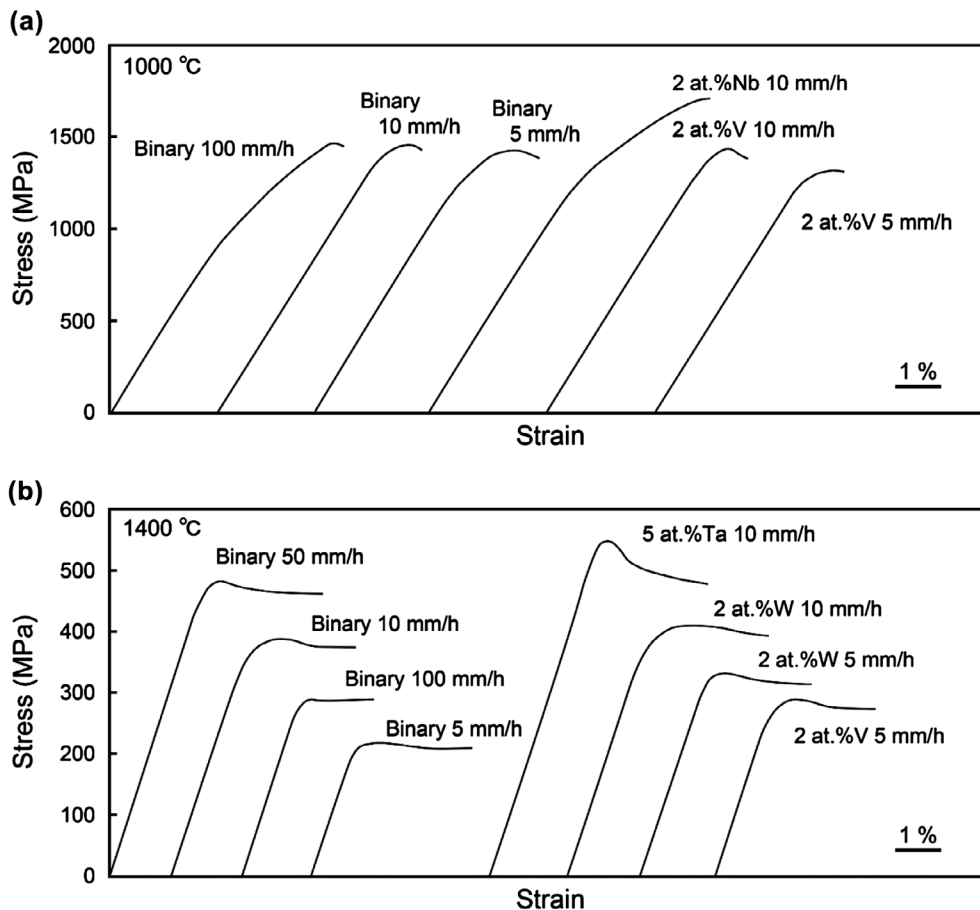 (a)
2000
1500
1000
500
0
Stress (MPa)
1000 °C
Binary 100 mm/h
Binary
10 mm/h
Binary
5 mm/h
2 at.%Nb 10 mm/h
2 at.%V 10 mm/h
2 at.%V 5 mm/h
1 %
Strain
(b)
600
500
400
300
200
100
0
Stress (MPa)
1400 °C
Binary 50 mm/h
Binary 10 mm/h
Binary 100 mm/h
Binary 5 mm/h
5 at.%Ta 10 mm/h
2 at.%W 10 mm/h
2 at.%W 5 mm/h
2 at.%V 5 mm/h
1 %
Strain